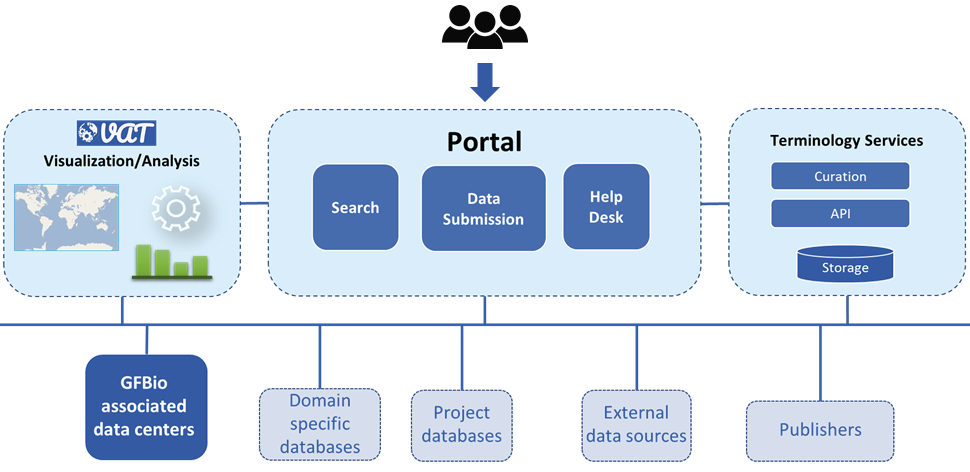 VAT
Visualization/Analysis
Portal
Search
Data
Submission
Help
Desk
Terminology Services
Curation
API
Storage
GFBio
associated
data centers
Domain
specific
databases
Project
databases
External
data sources
Publishers